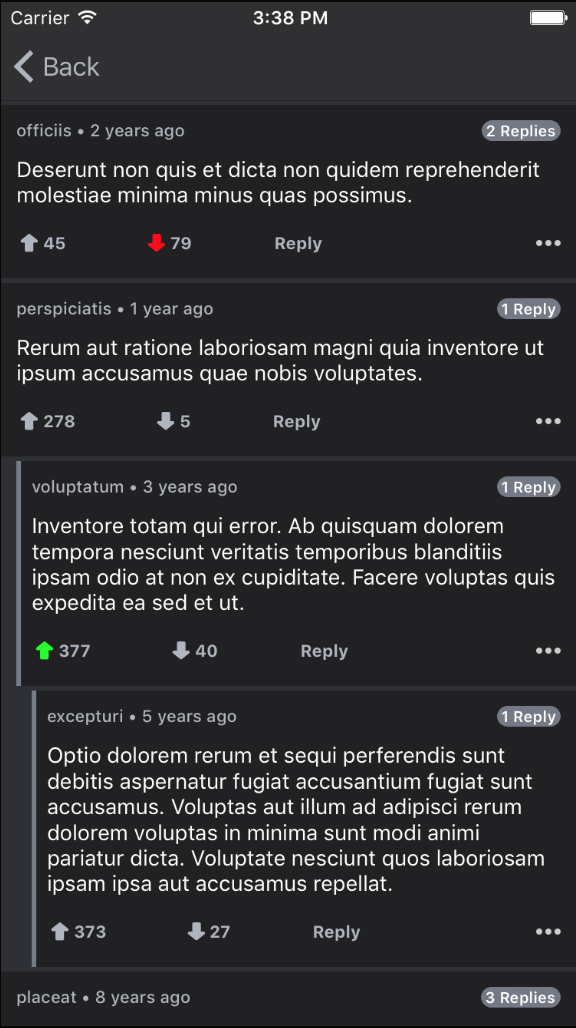 Carrier 3:38 PM
Back
officiis • 2 years ago 2 Replies
Deserunt non quis et dicta non quidem reprehenderit
molestiae minima minus quas possimus.
45 79 Reply •••
perspiciatis • 1 year ago 1 Reply
Rerum aut ratione laboriosam magni quia inventore ut
ipsum accusamus quae nobis voluptates.
278 5 Reply •••
voluptatum • 3 years ago 1 Reply
Inventore totam qui error. Ab quisquam dolorem
tempora nesciunt veritatis temporibus blanditiis
ipsam odio at non ex cupiditate. Facere voluptas quis
expedita ea sed et ut.
377 40 Reply •••
excepturi • 5 years ago 1 Reply
Optio dolorem rerum et sequi perferendis sunt
debitis aspernatur fugiat accusantium fugiat sunt
accusamus. Voluptas aut illum ad adipisci rerum
dolorem voluptas in minima sunt modi animi
pariatur dicta. Voluptate nesciunt quos laboriosam
ipsam ipsa aut accusamus repellat.
373 27 Reply •••
placeat • 8 years ago 3 Replies